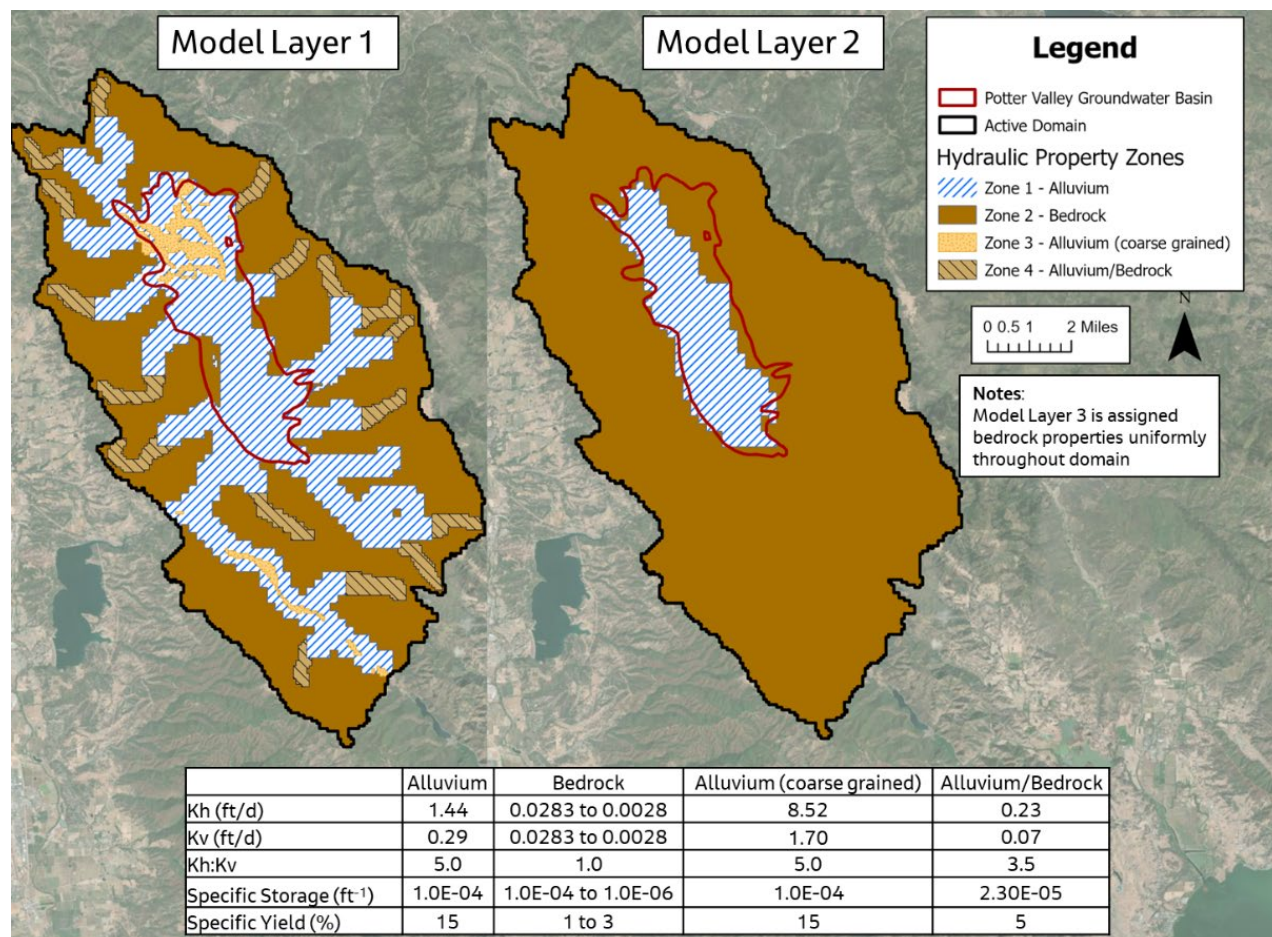 Model Layer 1
Model Layer 2
Legend
Potter Valley Groundwater Basin
Active Domain
Hydraulic Property Zones
Zone 1 - Alluvium
Zone 2 - Bedrock
Zone 3 - Alluvium (coarse grained)
Zone 4 - Alluvium/Bedrock
N
0 0.5 1 2 Miles
Notes:
Model Layer 3 is assigned
bedrock properties uniformly
throughout domain
Alluvium Bedrock Alluvium (coarse grained) Alluvium/Bedrock
Kh (ft/d) 1.44 0.0283 to 0.0028 8.52 0.23
Kv (ft/d) 0.29 0.0283 to 0.0028 1.70 0.07
Kh:Kv 5.0 1.0 5.0 3.5
Specific Storage (ft⁻¹) 1.0E-04 1.0E-04 to 1.0E-06 1.0E-04 2.30E-05
Specific Yield (%) 15 1 to 3 15 5